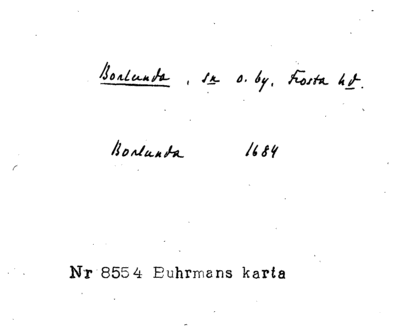 Borlunda, sn o. by, Frosta hd.
Borlunda 1684
Nr 8554 Buhrmans karta